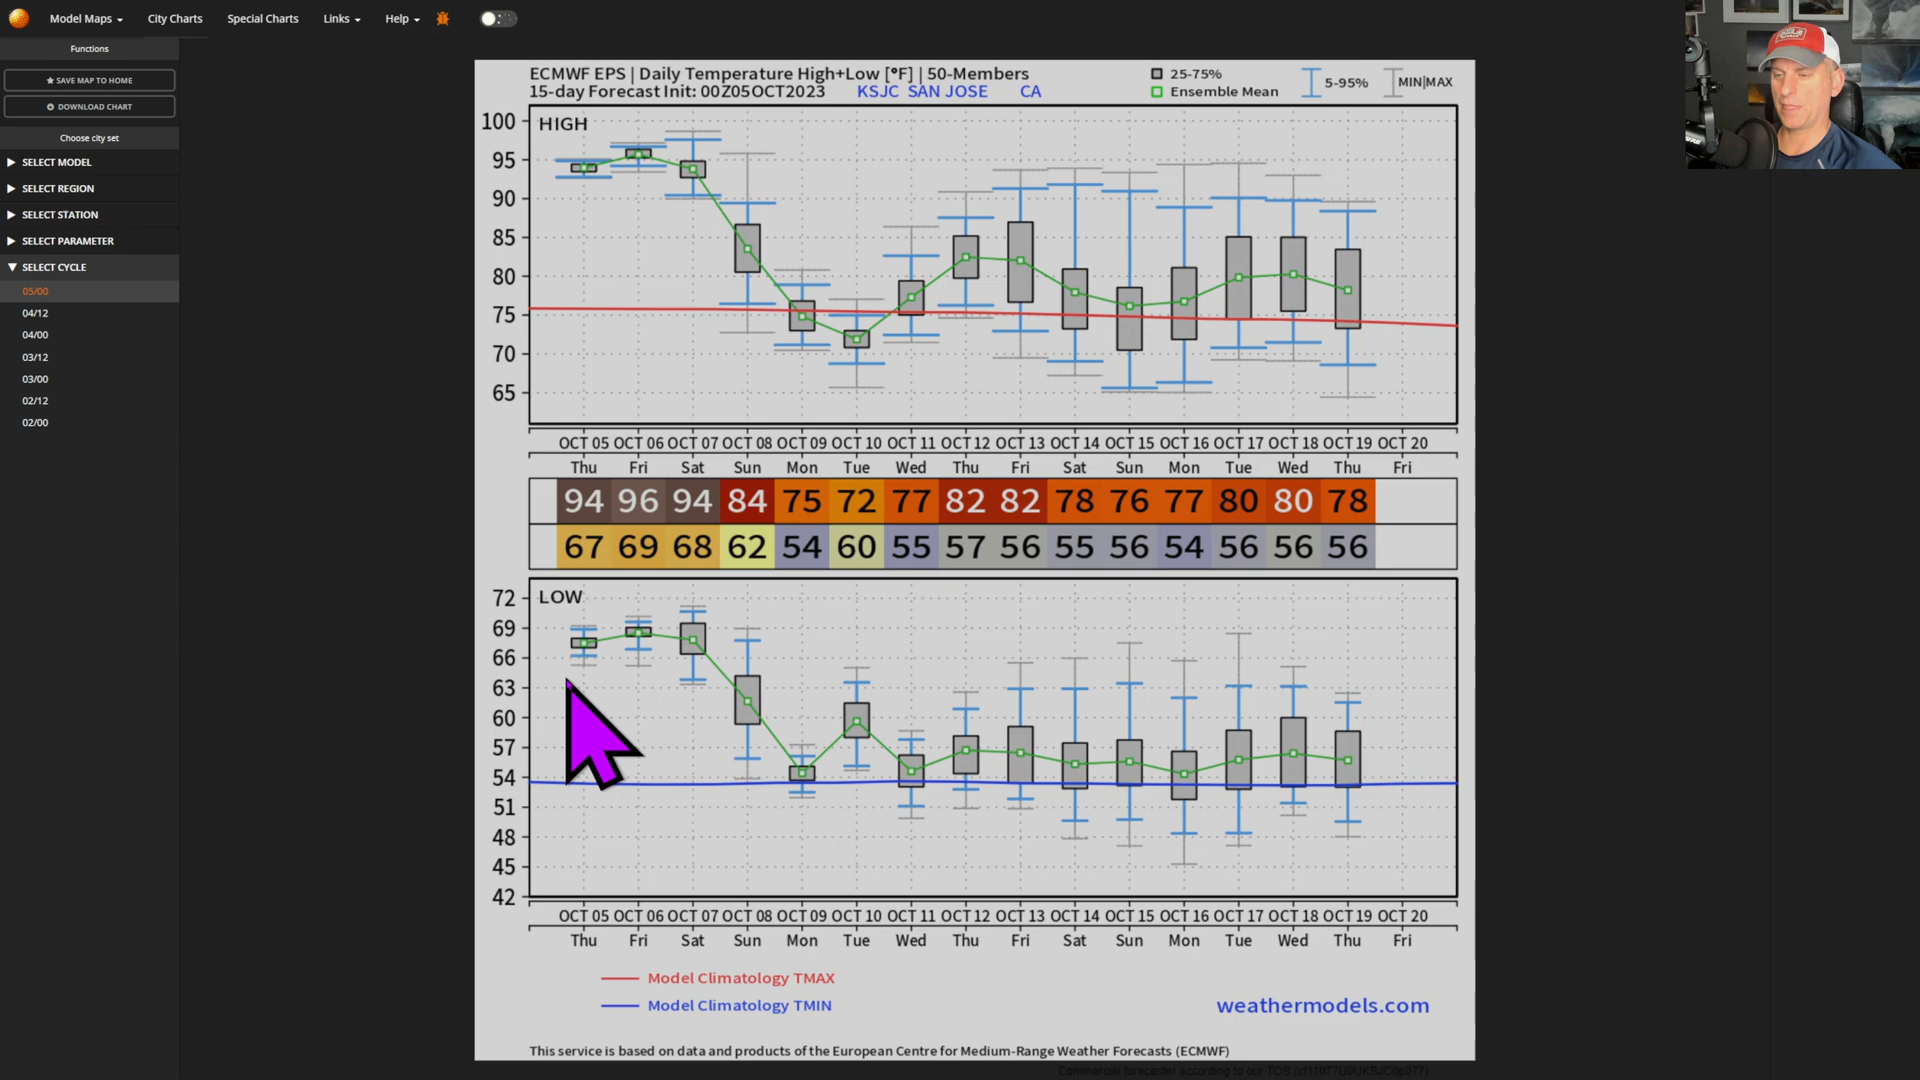 Model Maps City Charts Special Charts Links Help
Functions
SAVE MAP TO HOME
DOWNLOAD CHART
Choose city set
SELECT MODEL
SELECT REGION
SELECT STATION
SELECT PARAMETER
SELECT CYCLE
05/00
04/12
04/00
03/12
03/00
02/12
02/00
ECMWF EPS | Daily Temperature High+Low [°F] | 50-Members
15-day Forecast Init: 00Z05OCT2023 KSJC SAN JOSE CA
25-75% 5-95% MIN|MAX
Ensemble Mean
HIGH
100
95
90
85
80
75
70
65
OCT 05 OCT 06 OCT 07 OCT 08 OCT 09 OCT 10 OCT 11 OCT 12 OCT 13 OCT 14 OCT 15 OCT 16 OCT 17 OCT 18 OCT 19 OCT 20
Thu Fri Sat Sun Mon Tue Wed Thu Fri Sat Sun Mon Tue Wed Thu Fri
94 96 94 84 75 72 77 82 82 78 76 77 80 80 78
67 69 68 62 54 60 55 57 56 55 56 54 56 56 56
LOW
72
69
66
63
60
57
54
51
48
45
42
OCT 05 OCT 06 OCT 07 OCT 08 OCT 09 OCT 10 OCT 11 OCT 12 OCT 13 OCT 14 OCT 15 OCT 16 OCT 17 OCT 18 OCT 19 OCT 20
Thu Fri Sat Sun Mon Tue Wed Thu Fri Sat Sun Mon Tue Wed Thu Fri
Model Climatology TMAX
Model Climatology TMIN
weathermodels.com
This service is based on data and products of the European Centre for Medium-Range Weather Forecasts (ECMWF)
Commercial forecaster according to our TOS